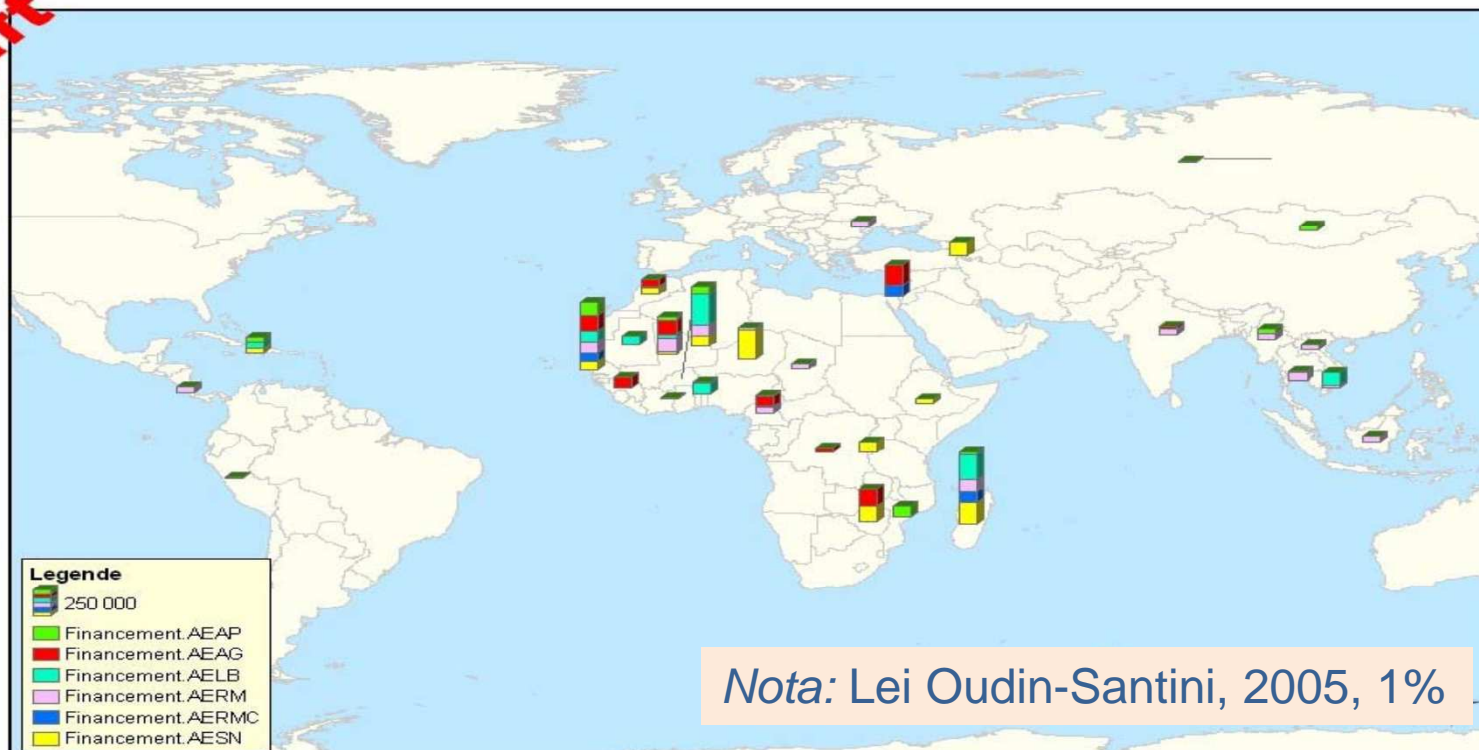 Legende
250 000
Financement.AEAP
Financement.AEAG
Financement.AELB
Financement.AERM
Financement.AERMC
Financement.AESN
Nota: Lei Oudin-Santini, 2005, 1%